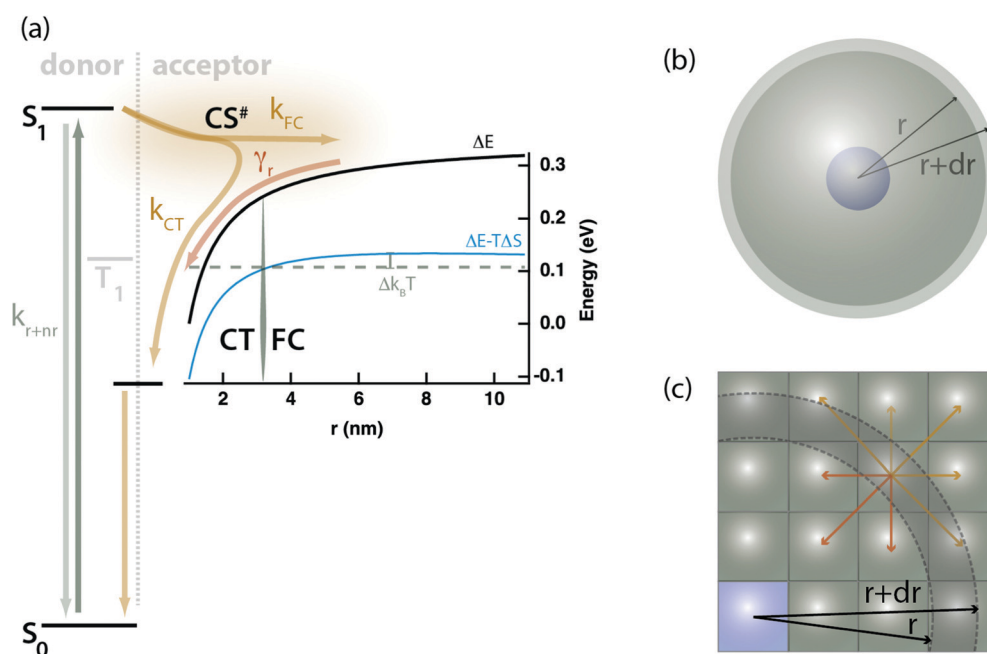 (a)
donor
acceptor
S1
CS#
kFC
γr
ΔE
kCT
ΔE-TΔS
ΔkBT
T1
kr+nr
CT
FC
0.3
0.2
0.1
0.0
-0.1
Energy (eV)
2
4
6
8
10
r (nm)
S0
(b)
r
r+dr
(c)
r+dr
r